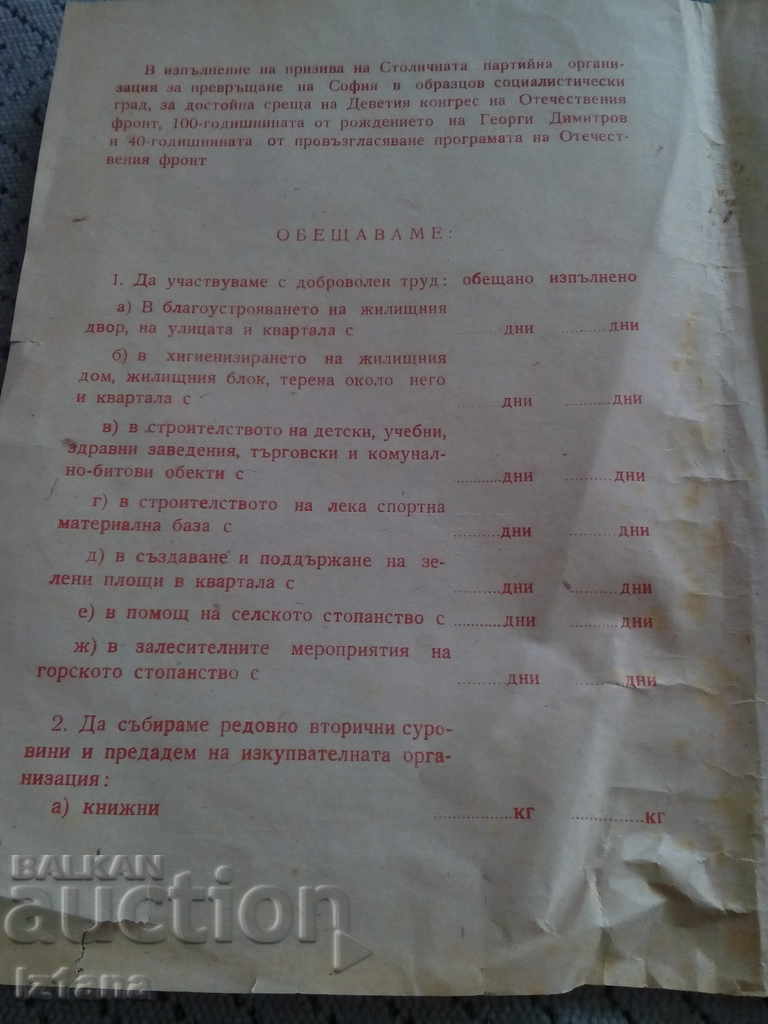 В изпълнение на призива на Столичната партийна органи-
зация за превръщане на София в образцов социалистически
град, за достойна среща на Деветия конгрес на Отечествения
фронт, 100-годишнината от рождението на Георги Димитров
и 40-годишнината от провъзгласяване програмата на Отечест-
вения фронт
ОБЕЩАВАМЕ:
1. Да участвуваме с доброволен труд: обещано изпълнено
а) В благоустрояването на жилищния
двор, на улицата и квартала с ..........дни ..........дни
б) в хигиенизирането на жилищния
дом, жилищния блок, терена около него
и квартала с ..........дни ..........дни
в) в строителството на детски, учебни,
здравни заведения, търговски и комунал-
но-битови обекти с ..........дни ..........дни
г) в строителството на лека спортна
материална база с ..........дни ..........дни
д) в създаване и поддържане на зе-
лени площи в квартала с ..........дни ..........дни
е) в помощ на селското стопанство с ..........дни ..........дни
ж) в залесителните мероприятия на
горското стопанство с ..........дни ..........дни
2. Да събираме редовно вторични суро-
вини и предадем на изкупвателната орга-
низация:
а) книжни ...............кг ...............кг
BALKAN
auction
Iztana